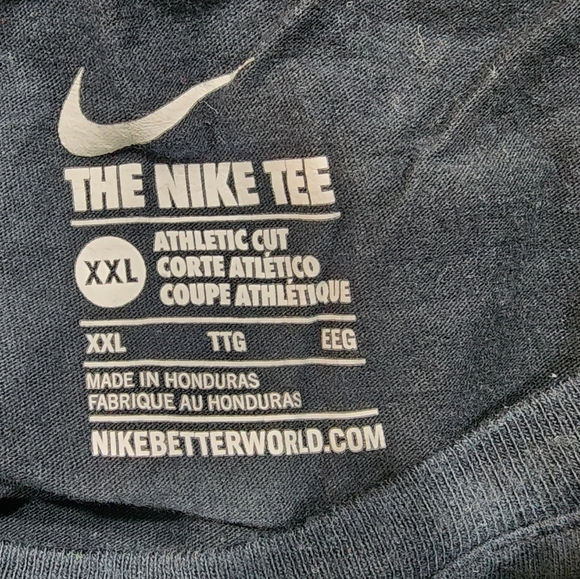 THE NIKE TEE
XXL
ATHLETIC CUT
CORTE ATLÉTICO
COUPE ATHLÉTIQUE
XXL TTG EEG
MADE IN HONDURAS
FABRIQUE AU HONDURAS
NIKEBETTERWORLD.COM